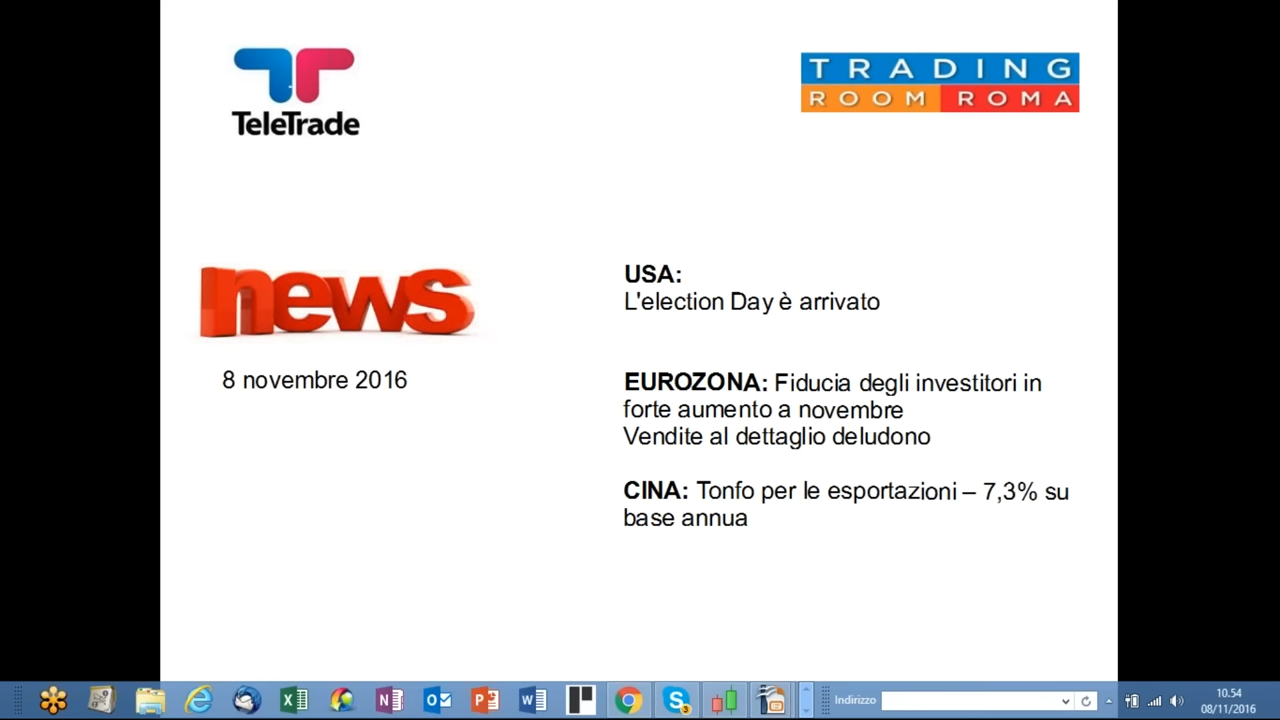 TeleTrade
TRADING
ROOM ROMA
news
8 novembre 2016
USA:
L'election Day è arrivato
EUROZONA: Fiducia degli investitori in
forte aumento a novembre
Vendite al dettaglio deludono
CINA: Tonfo per le esportazioni – 7,3% su
base annua
Indirizzo
10.54
08/11/2016